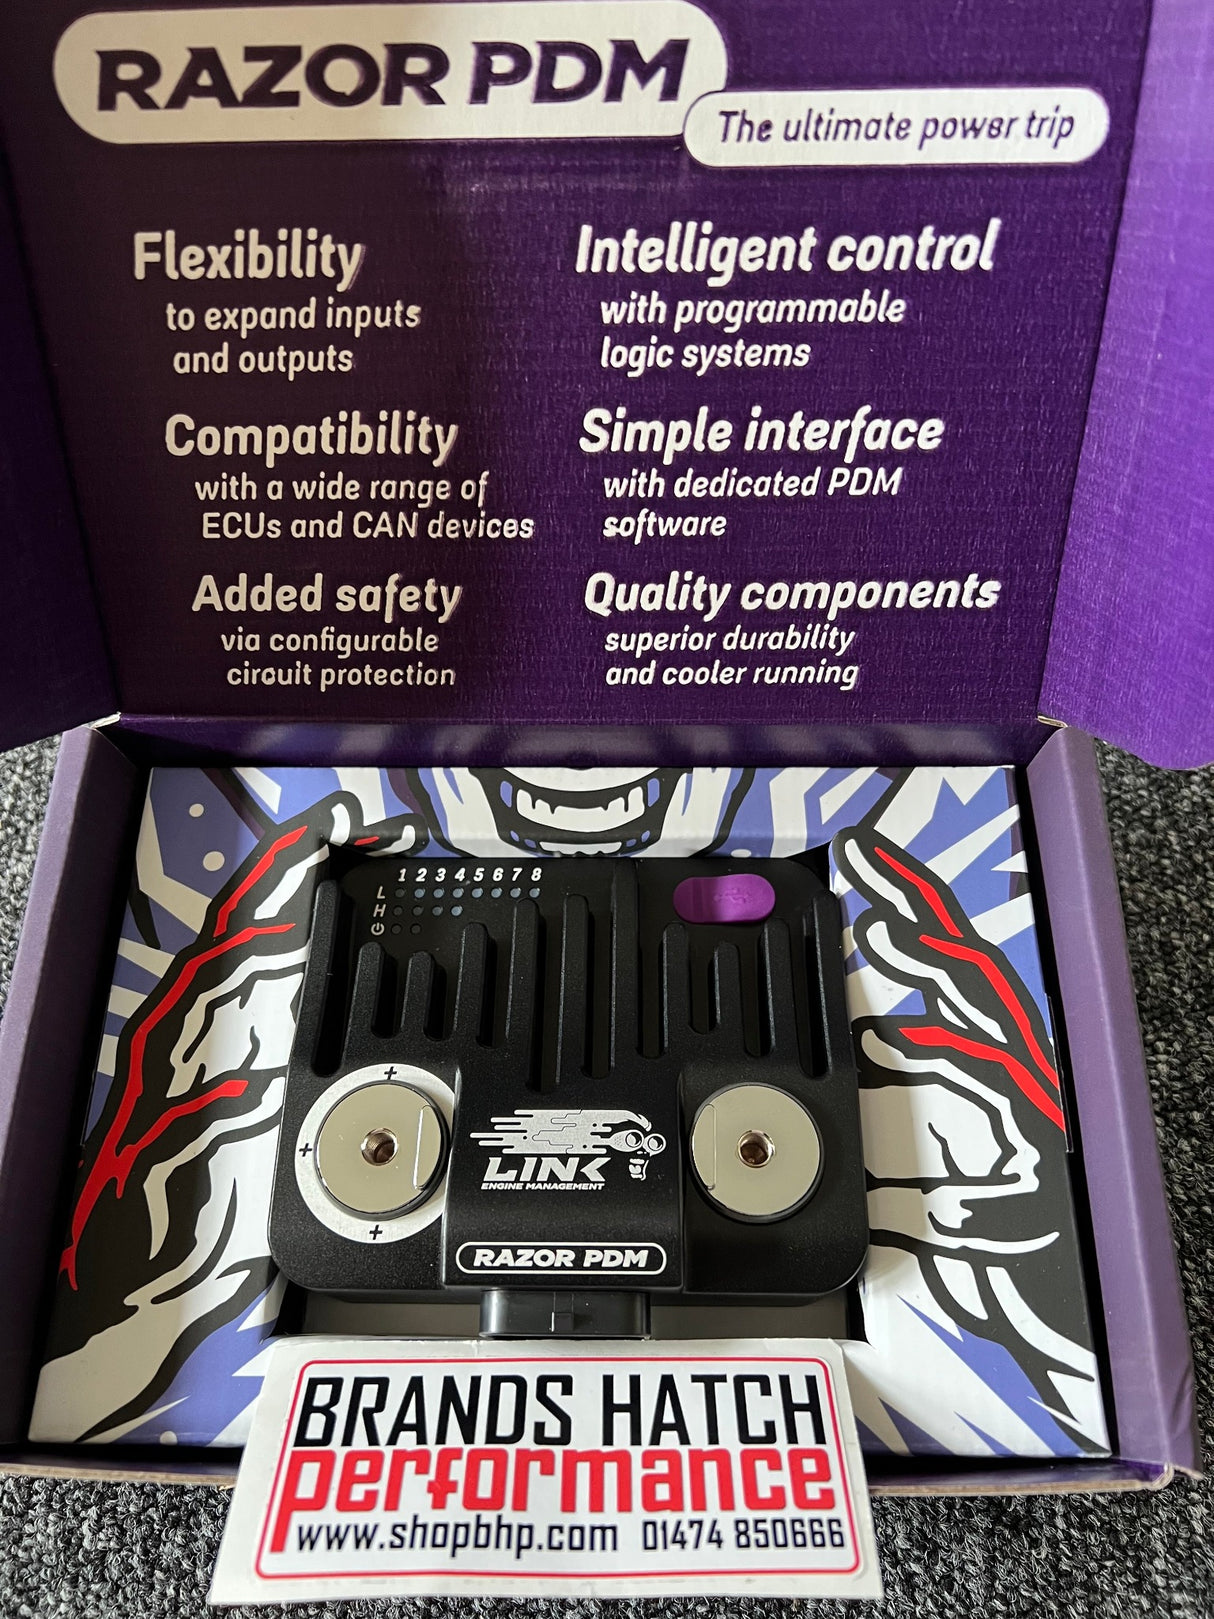 RAZOR PDM
The ultimate power trip
Flexibility
to expand inputs
and outputs
Compatibility
with a wide range of
ECUs and CAN devices
Added safety
via configurable
circuit protection
Intelligent control
with programmable
logic systems
Simple interface
with dedicated PDM
software
Quality components
superior durability
and cooler running
1 2 3 4 5 6 7 8
L
H
+
+
+
LINK
ENGINE MANAGEMENT
RAZOR PDM
BRANDS HATCH
performance
www.shopbhp.com 01474 850666